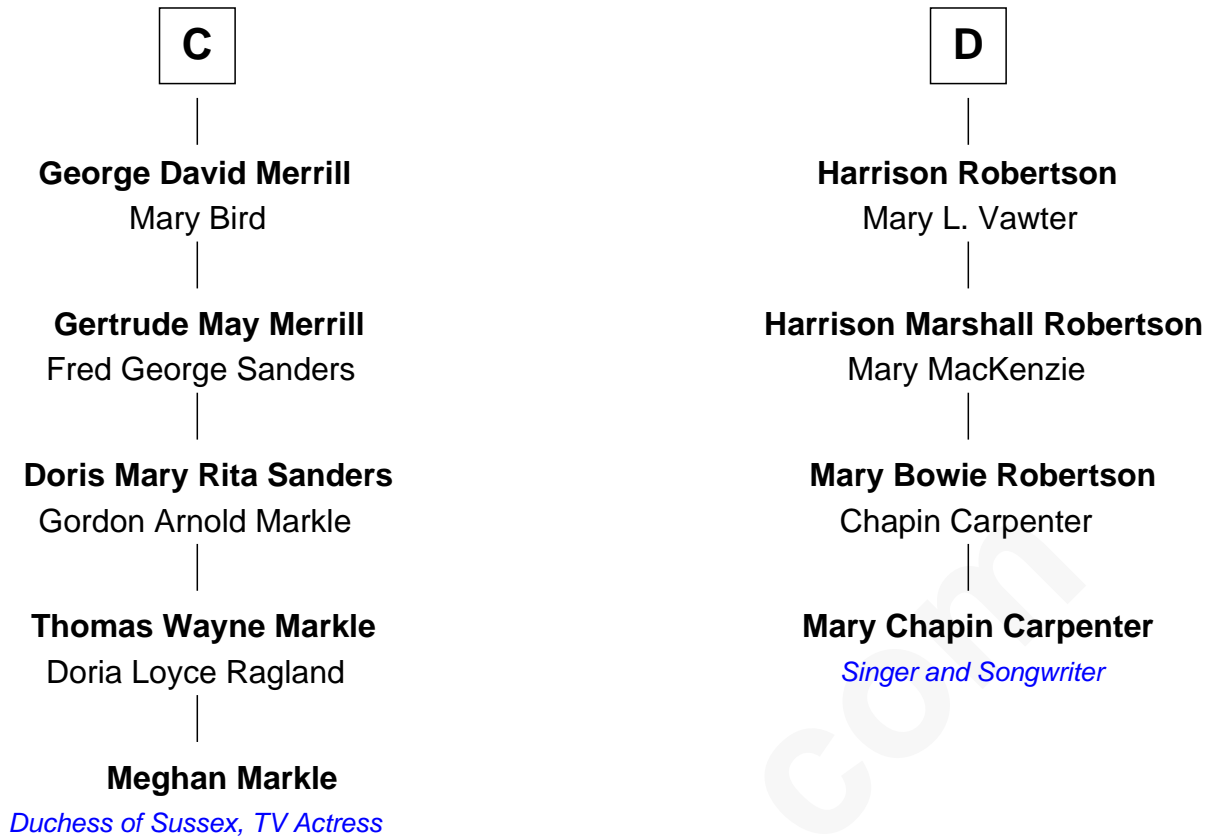 C
George David Merrill
Mary Bird
Gertrude May Merrill
Fred George Sanders
Doris Mary Rita Sanders
Gordon Arnold Markle
Thomas Wayne Markle
Doria Loyce Ragland
Meghan Markle
Duchess of Sussex, TV Actress
D
Harrison Robertson
Mary L. Vawter
Harrison Marshall Robertson
Mary MacKenzie
Mary Bowie Robertson
Chapin Carpenter
Mary Chapin Carpenter
Singer and Songwriter
com